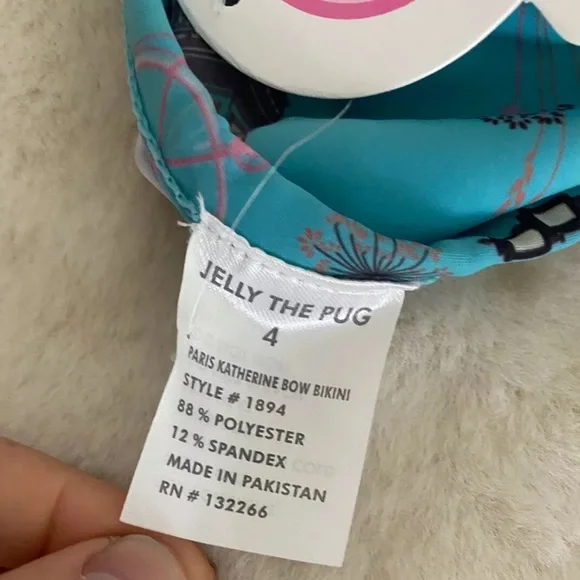 JELLY THE PUG
4
PARIS KATHERINE BOW BIKINI
STYLE # 1894
88 % POLYESTER
12 % SPANDEX
MADE IN PAKISTAN
RN # 132266